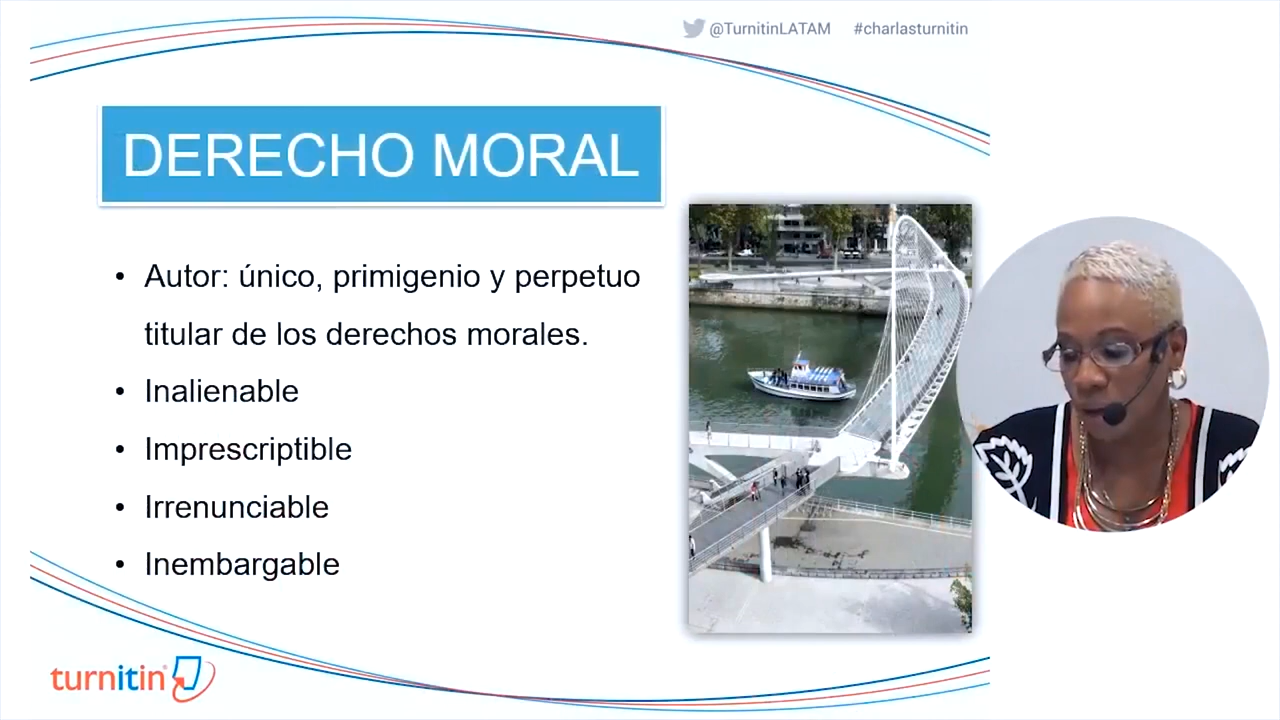 @TurnitinLATAM #charlasturnitin
DERECHO MORAL
• Autor: único, primigenio y perpetuo
titular de los derechos morales.
• Inalienable
• Imprescriptible
• Irrenunciable
• Inembargable
turnitin